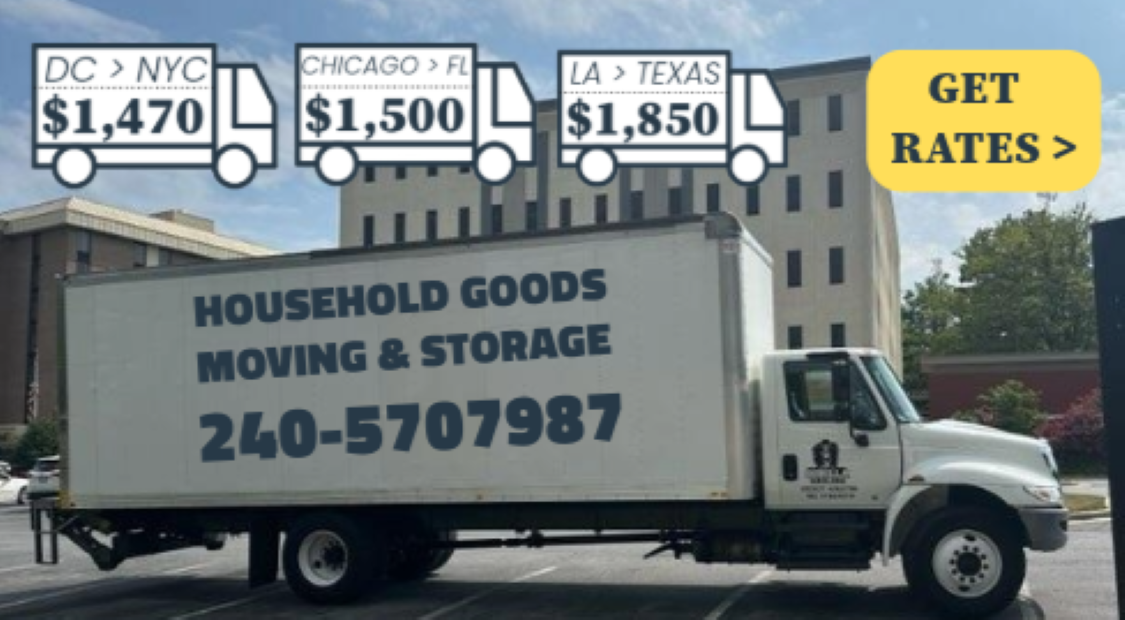 DC > NYC
$1,470
CHICAGO > FL
$1,500
LA > TEXAS
$1,850
GET
RATES >
HOUSEHOLD GOODS
MOVING & STORAGE
240-5707987